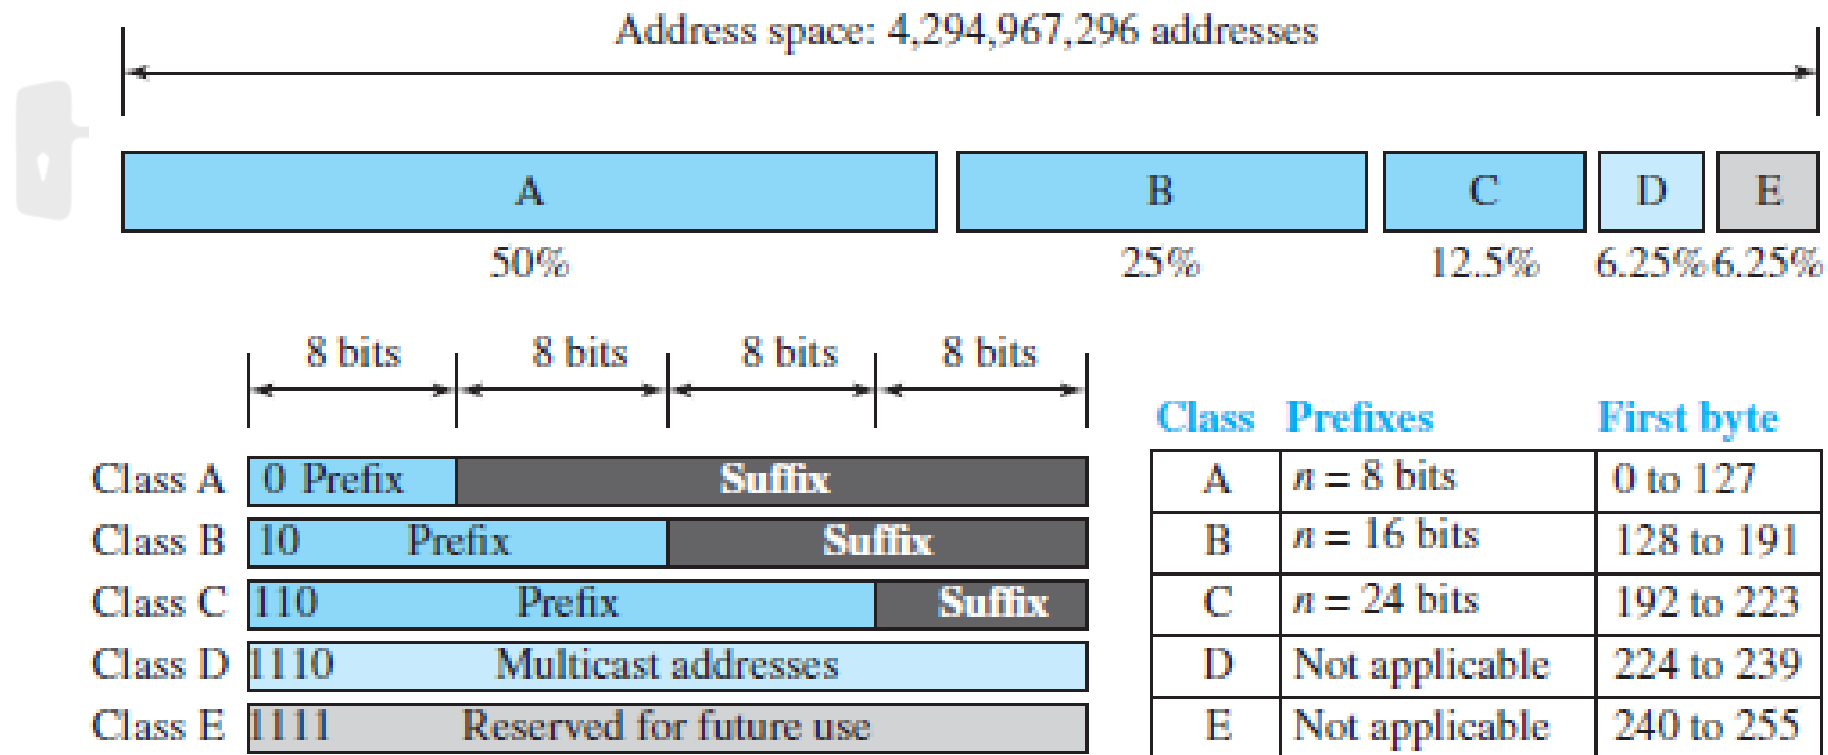 Address space: 4,294,967,296 addresses
A B C D E
50% 25% 12.5% 6.25% 6.25%
8 bits 8 bits 8 bits 8 bits
Class A 0 Prefix Suffix
Class B 10 Prefix Suffix
Class C 110 Prefix Suffix
Class D 1110 Multicast addresses
Class E 1111 Reserved for future use
Class Prefixes First byte
A n = 8 bits 0 to 127
B n = 16 bits 128 to 191
C n = 24 bits 192 to 223
D Not applicable 224 to 239
E Not applicable 240 to 255